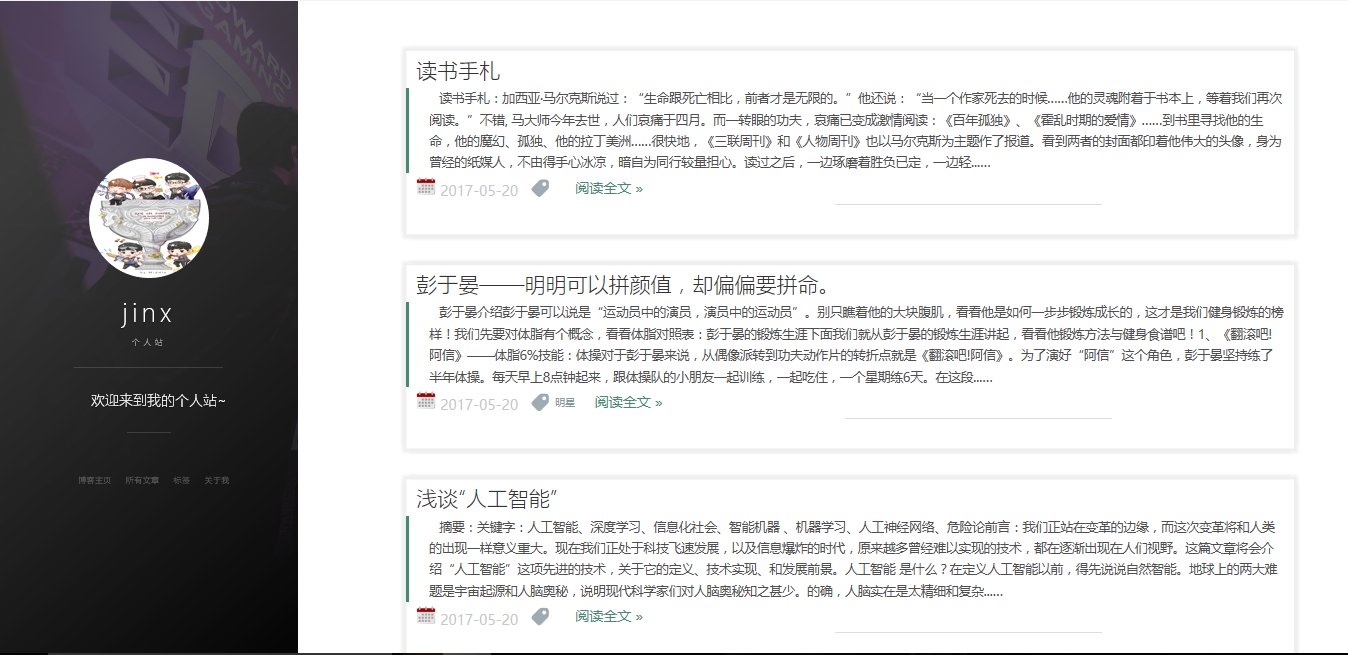 OWARD
GAMING
jinx
个人站
欢迎来到我的个人站~
博客主页 所有文章 标签 关于我
读书手札
读书手札：加西亚·马尔克斯说过：“生命跟死亡相比，前者才是无限的。”他还说：“当一个作家死去的时候……他的灵魂附着于书本上，等着我们再次
阅读。”不错, 马大师今年去世，人们哀痛于四月。而一转眼的功夫，哀痛已变成激情阅读：《百年孤独》、《霍乱时期的爱情》……到书里寻找他的生
命，他的魔幻、孤独、他的拉丁美洲……很快地，《三联周刊》和《人物周刊》也以马尔克斯为主题作了报道。看到两者的封面都印着他伟大的头像，身为
曾经的纸媒人，不由得手心冰凉，暗自为同行较量担心。读过之后，一边琢磨着胜负已定，一边轻......
2017-05-20 阅读全文 »
彭于晏——明明可以拼颜值，却偏偏要拼命。
彭于晏介绍彭于晏可以说是“运动员中的演员，演员中的运动员”。别只瞧着他的大块腹肌，看看他是如何一步步锻炼成长的，这才是我们健身锻炼的榜
样！我们先要对体脂有个概念，看看体脂对照表：彭于晏的锻炼生涯下面我们就从彭于晏的锻炼生涯讲起，看看他锻炼方法与健身食谱吧！1、《翻滚吧!
阿信》——体脂6%技能：体操对于彭于晏来说，从偶像派转到功夫动作片的转折点就是《翻滚吧!阿信》。为了演好“阿信”这个角色，彭于晏坚持练了
半年体操。每天早上8点钟起来，跟体操队的小朋友一起训练，一起吃住，一个星期练6天。在这段......
2017-05-20 明星 阅读全文 »
浅谈“人工智能”
摘要：关键字：人工智能、深度学习、信息化社会、智能机器 、机器学习、人工神经网络、危险论前言：我们正站在变革的边缘，而这次变革将和人类
的出现一样意义重大。现在我们正处于科技飞速发展，以及信息爆炸的时代，原来越多曾经难以实现的技术，都在逐渐出现在人们视野。这篇文章将会介
绍“人工智能”这项先进的技术，关于它的定义、技术实现、和发展前景。人工智能 是什么？在定义人工智能以前，得先说说自然智能。地球上的两大难
题是宇宙起源和人脑奥秘，说明现代科学家们对人脑奥秘知之甚少。的确，人脑实在是太精细和复杂......
2017-05-20 阅读全文 »